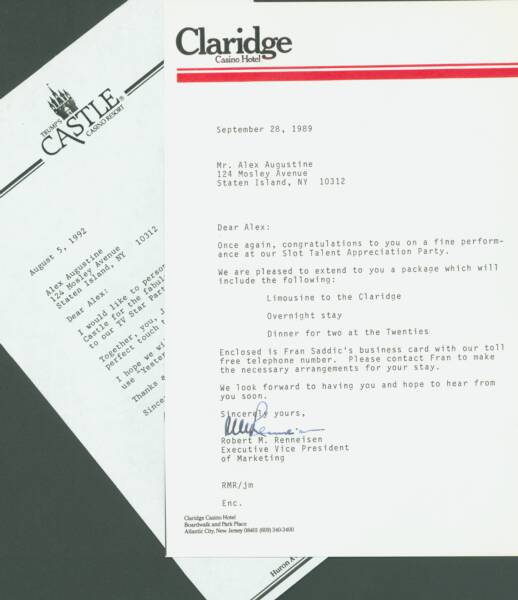 Claridge
Casino Hotel
September 28, 1989
Mr. Alex Augustine
124 Mosley Avenue
Staten Island, NY 10312
Dear Alex:
Once again, congratulations to you on a fine perform-
ance at our Slot Talent Appreciation Party.
We are pleased to extend to you a package which will
include the following:
Limousine to the Claridge
Overnight stay
Dinner for two at the Twenties
Enclosed is Fran Saddic's business card with our toll
free telephone number. Please contact Fran to make
the necessary arrangements for your stay.
We look forward to having you and hope to hear from
you soon.
Sincerely yours,
Robert M. Renneisen
Executive Vice President
of Marketing
RMR/jm
Enc.
Claridge Casino Hotel
Boardwalk and Park Place
Atlantic City, New Jersey 08401 (609) 340-3400
TRUMP'S
CASTLE®
CASINO RESORT
August 5, 1992
Alex Augustine
124 Mosley Avenue
Staten Island, NY 10312
Dear Alex:
I would like to person
Castle for the fabul
to our TV Star Par
Together, you, J
perfect touch t
I hope we wi
use "Yester
Thanks a
Since
Huron A